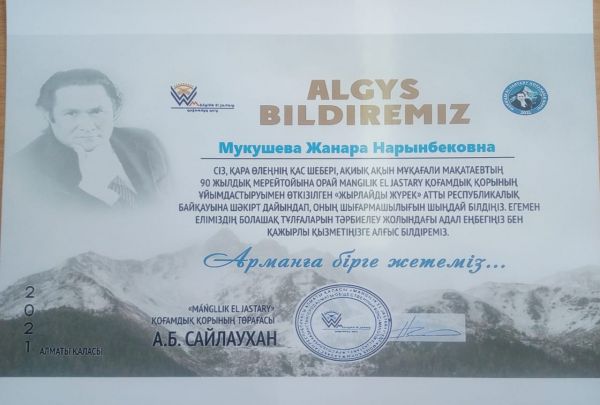 ALGYS
BILDIREMIZ
Мукушева Жанара Нарынбековна
СІЗ, ҚАРА ӨЛЕҢНІҢ ҚАС ШЕБЕРІ, АҚИЫҚ АҚЫН МҰҚАҒАЛИ МАҚАТАЕВТЫҢ
90 ЖЫЛДЫҚ МЕРЕЙТОЙЫНА ОРАЙ MANGILIK EL JASTARY ҚОҒАМДЫҚ ҚОРЫНЫҢ
ҰЙЫМДАСТЫРУЫМЕН ӨТКІЗІЛГЕН «ЖЫРЛАЙДЫ ЖҮРЕК» АТТЫ РЕСПУБЛИКАЛЫҚ
БАЙҚАУЫНА ШӘКІРТ ДАЙЫНДАП, ОНЫҢ ШЫҒАРМАШЫЛЫҒЫН ШЫҢДАЙ БІЛДІҢІЗ. ЕГЕМЕН
ЕЛІМІЗДІҢ БОЛАШАҚ ТҰЛҒАЛАРЫН ТӘРБИЕЛЕУ ЖОЛЫНДАҒЫ АДАЛ ЕҢБЕГІҢІЗ БЕН
ҚАЖЫРЛЫ ҚЫЗМЕТІҢІЗГЕ АЛҒЫС БІЛДІРЕМІЗ.
Арманға бірге жетеміз...
«MÁŃGLLIK EL JASTARY»
ҚОҒАМДЫҚ ҚОРЫНЫҢ ТӨРАҒАСЫ
А.Б. САЙЛАУХАН
2021
АЛМАТЫ ҚАЛАСЫ